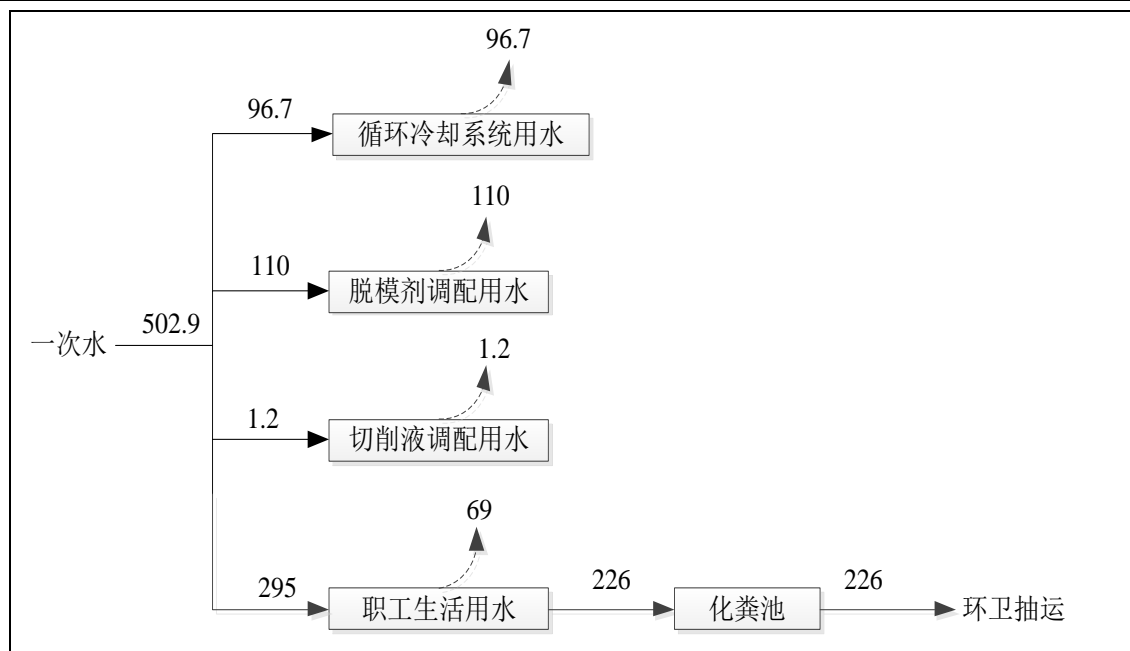 96.7
96.7
循环冷却系统用水
110
110
脱模剂调配用水
一次水
502.9
1.2
1.2
切削液调配用水
69
295
职工生活用水
226
化粪池
226
环卫抽运